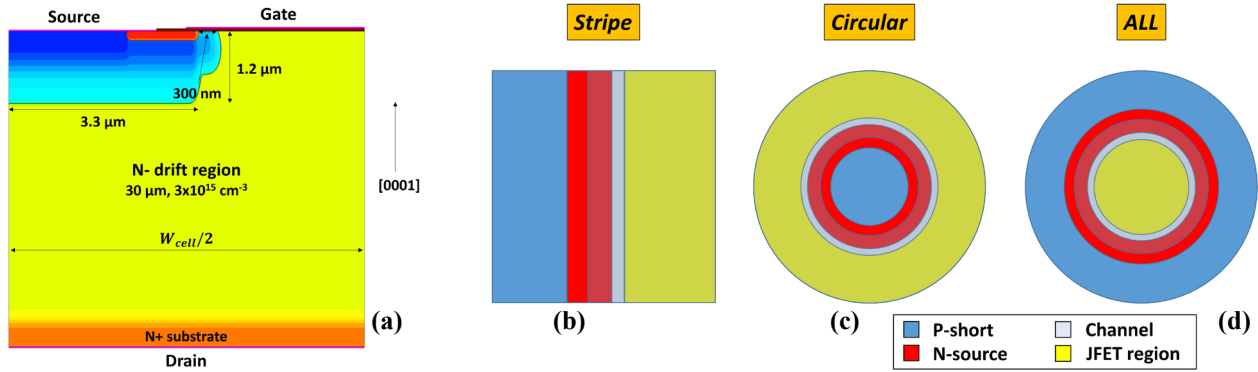 Source
Gate
1.2 µm
300 nm
3.3 µm
N- drift region
30 µm, 3x10¹⁵ cm⁻³
[0001]
W_cell/2
N+ substrate
(a)
Drain
Stripe
Circular
ALL
(b)
(c)
(d)
P-short
Channel
N-source
JFET region